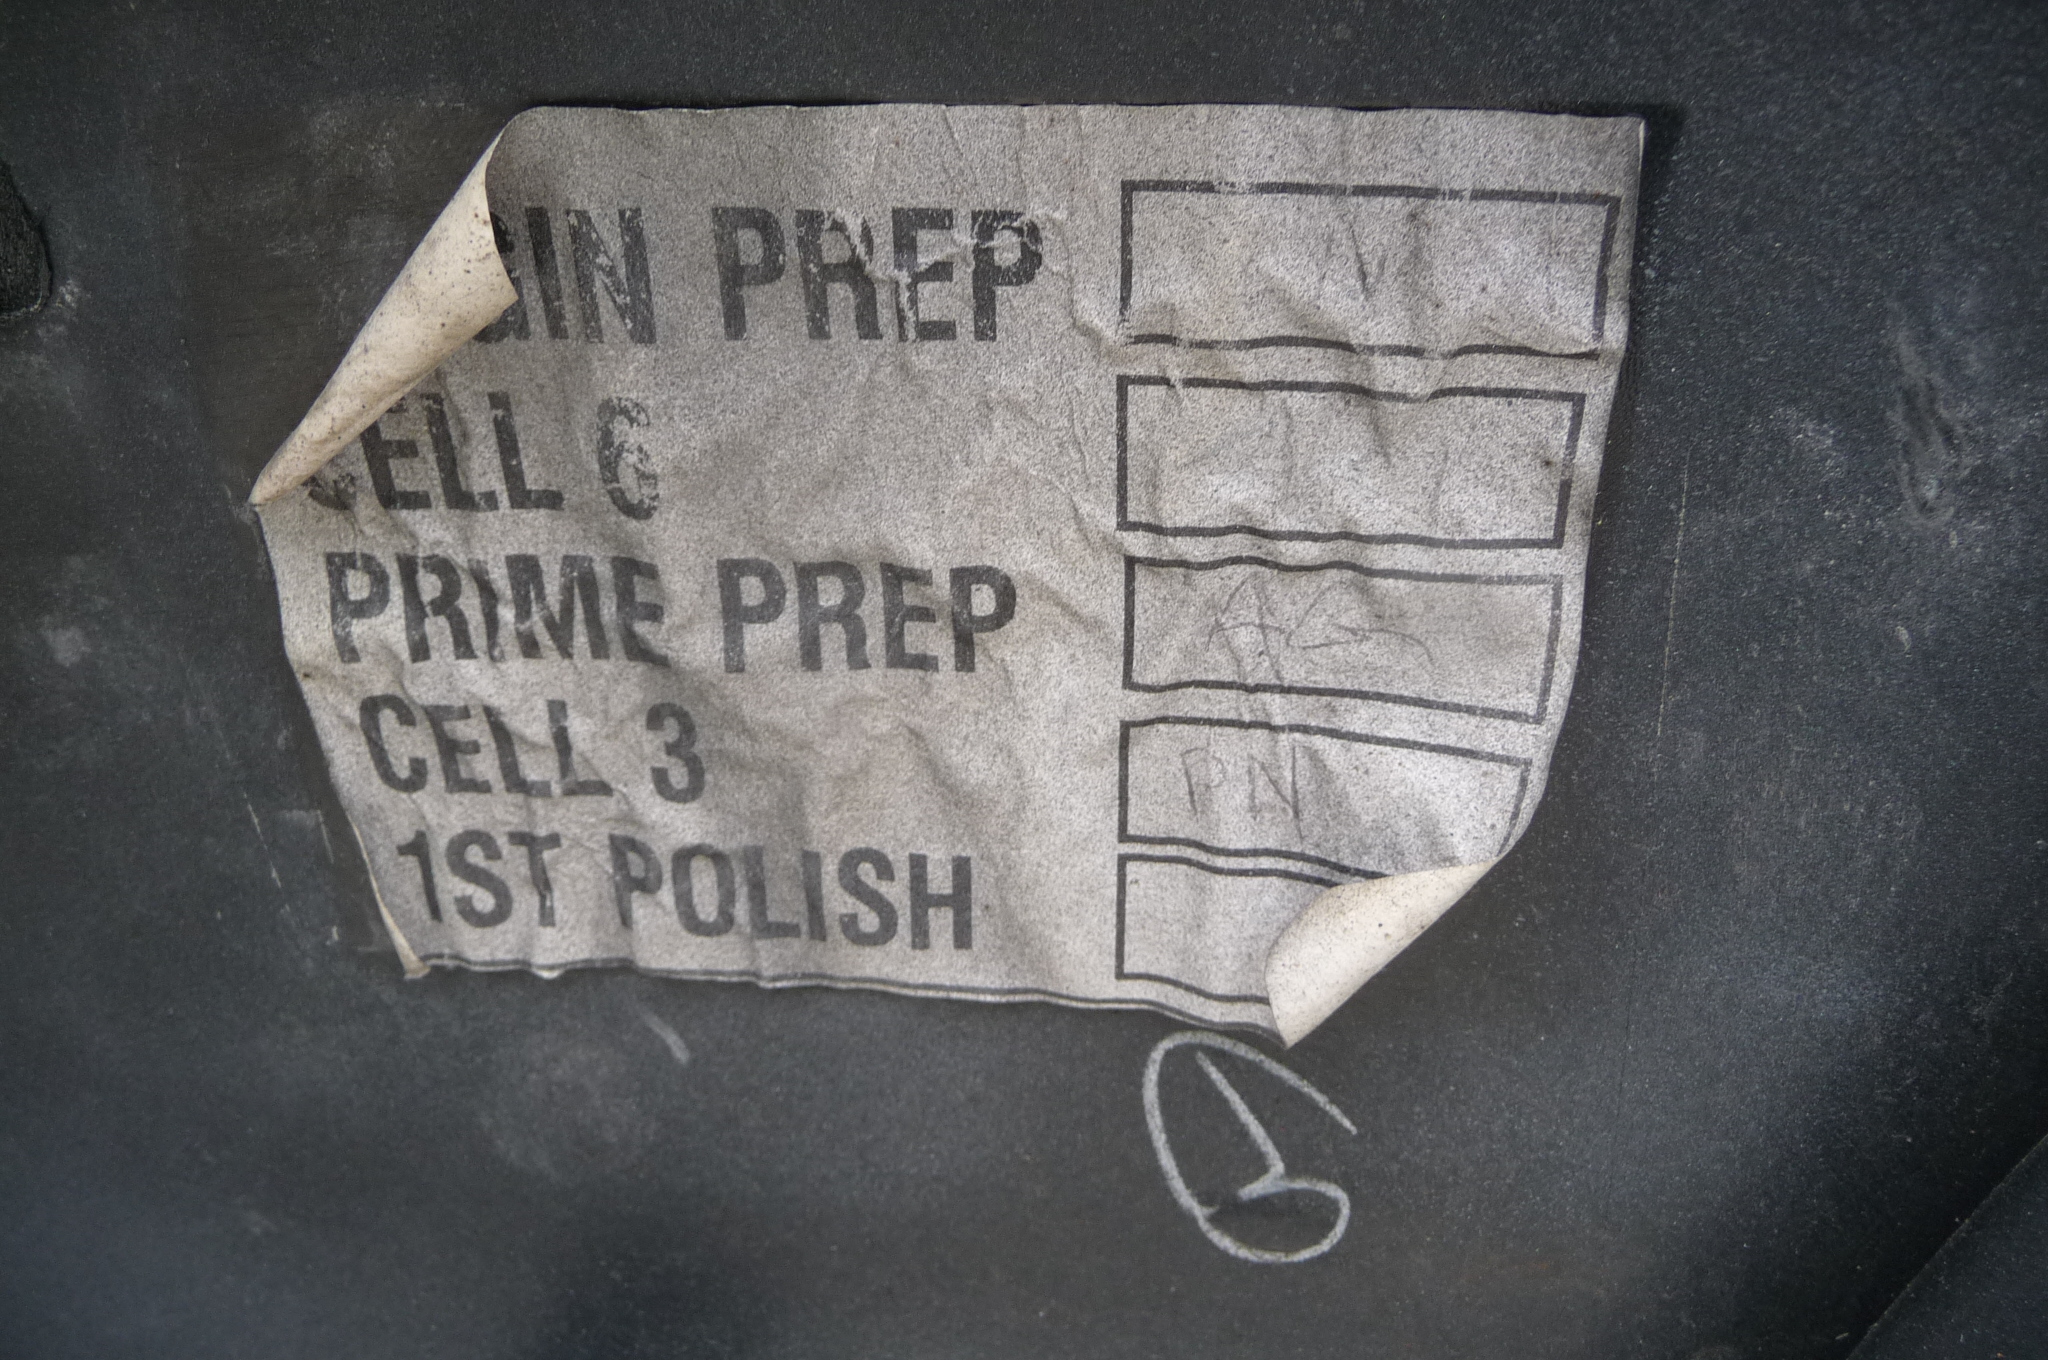 GIN PREP
CELL 6
PRIME PREP AG
CELL 3 PN
1ST POLISH